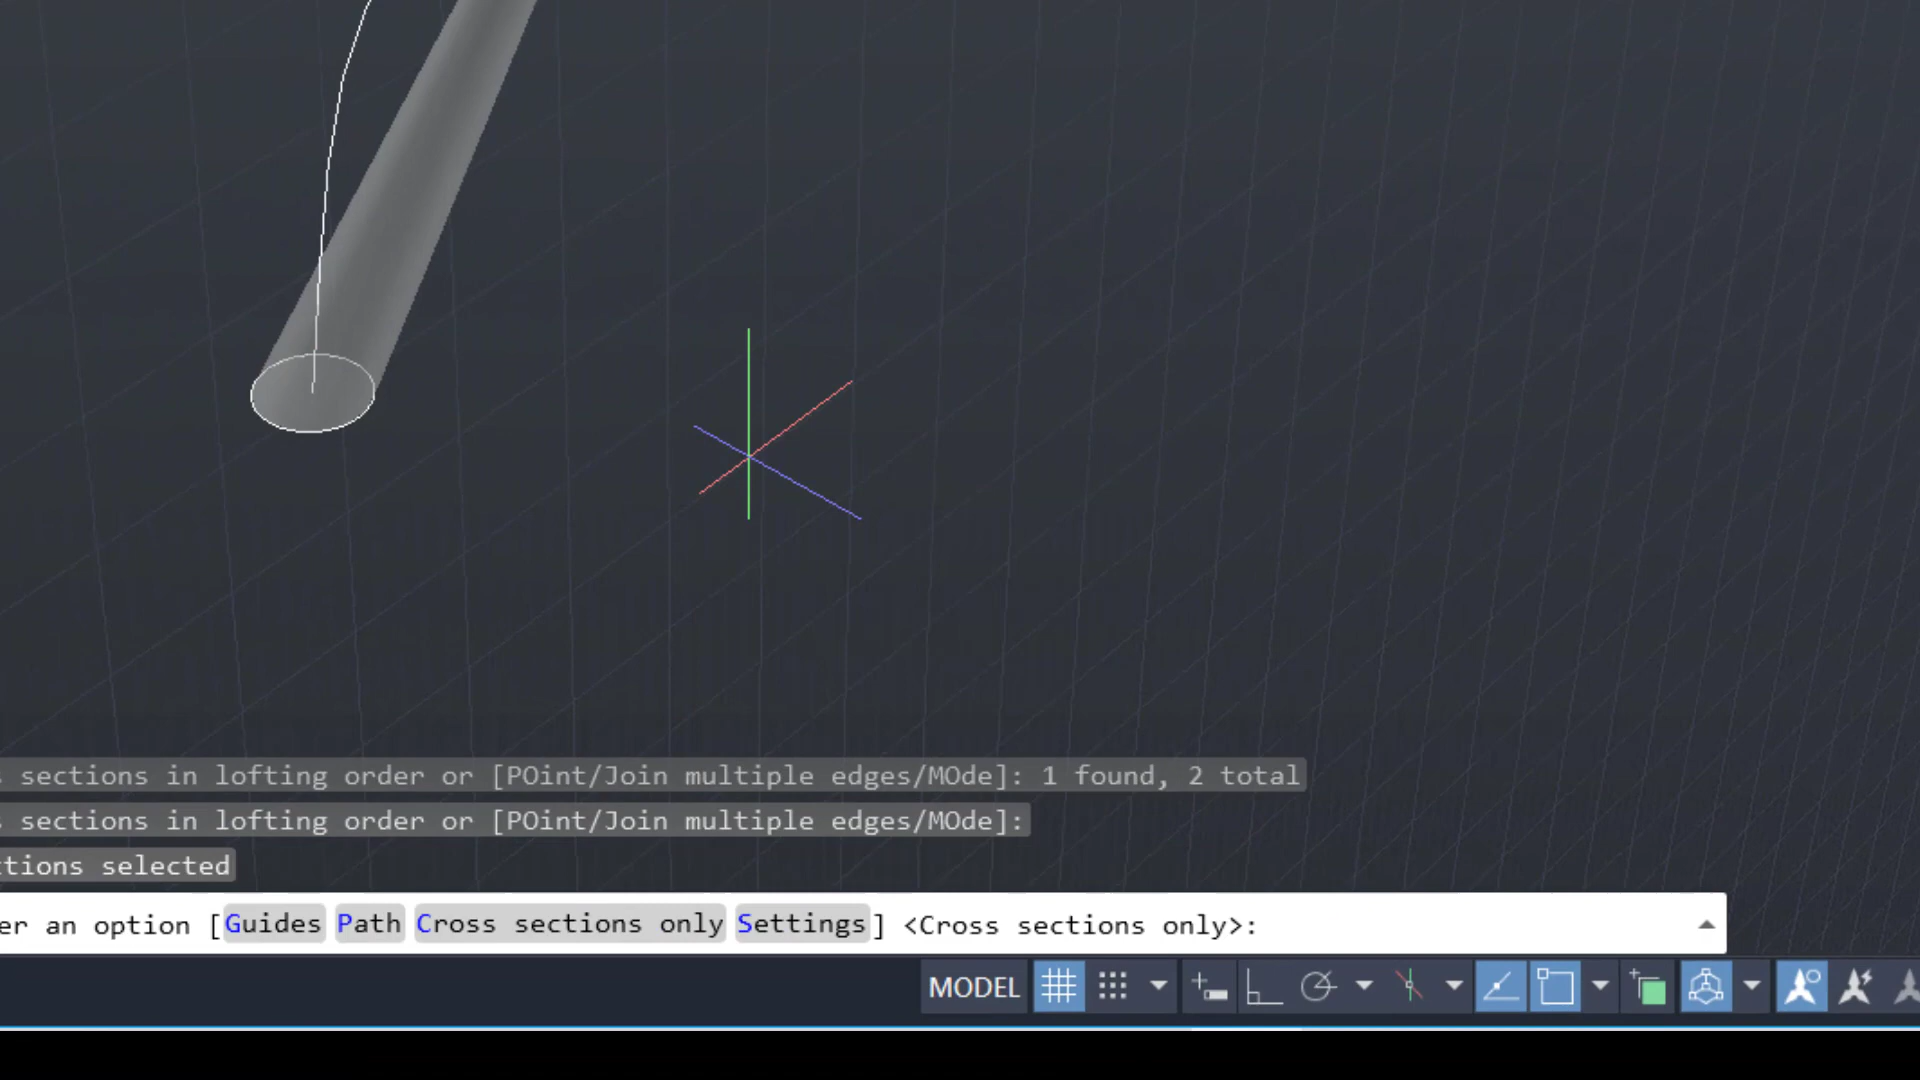 sections in lofting order or [POint/Join multiple edges/MOde]: 1 found, 2 total
sections in lofting order or [POint/Join multiple edges/MOde]:
ctions selected
er an option [Guides Path Cross sections only Settings] <Cross sections only>:
MODEL